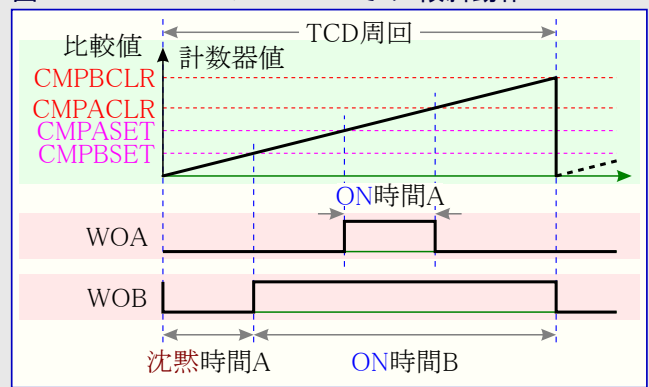 TCD周回
比較値
計数器値
CMPBCLR
CMPACLR
CMPASET
CMPBSET
ON時間A
WOA
WOB
沈黙時間A
ON時間B